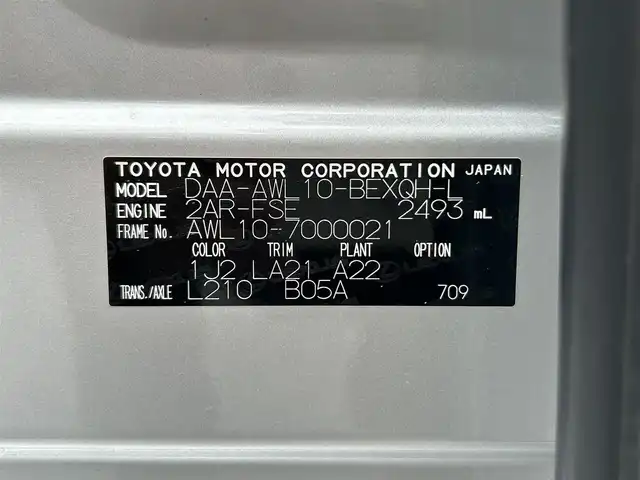 TOYOTA MOTOR CORPORATION JAPAN
MODEL DAA-AWL10-BEXQH-L
ENGINE 2AR-FSE 2493 mL
FRAME No. AWL10-7000021
COLOR TRIM PLANT OPTION
1J2 LA21 A22
TRANS./AXLE L210 B05A 709